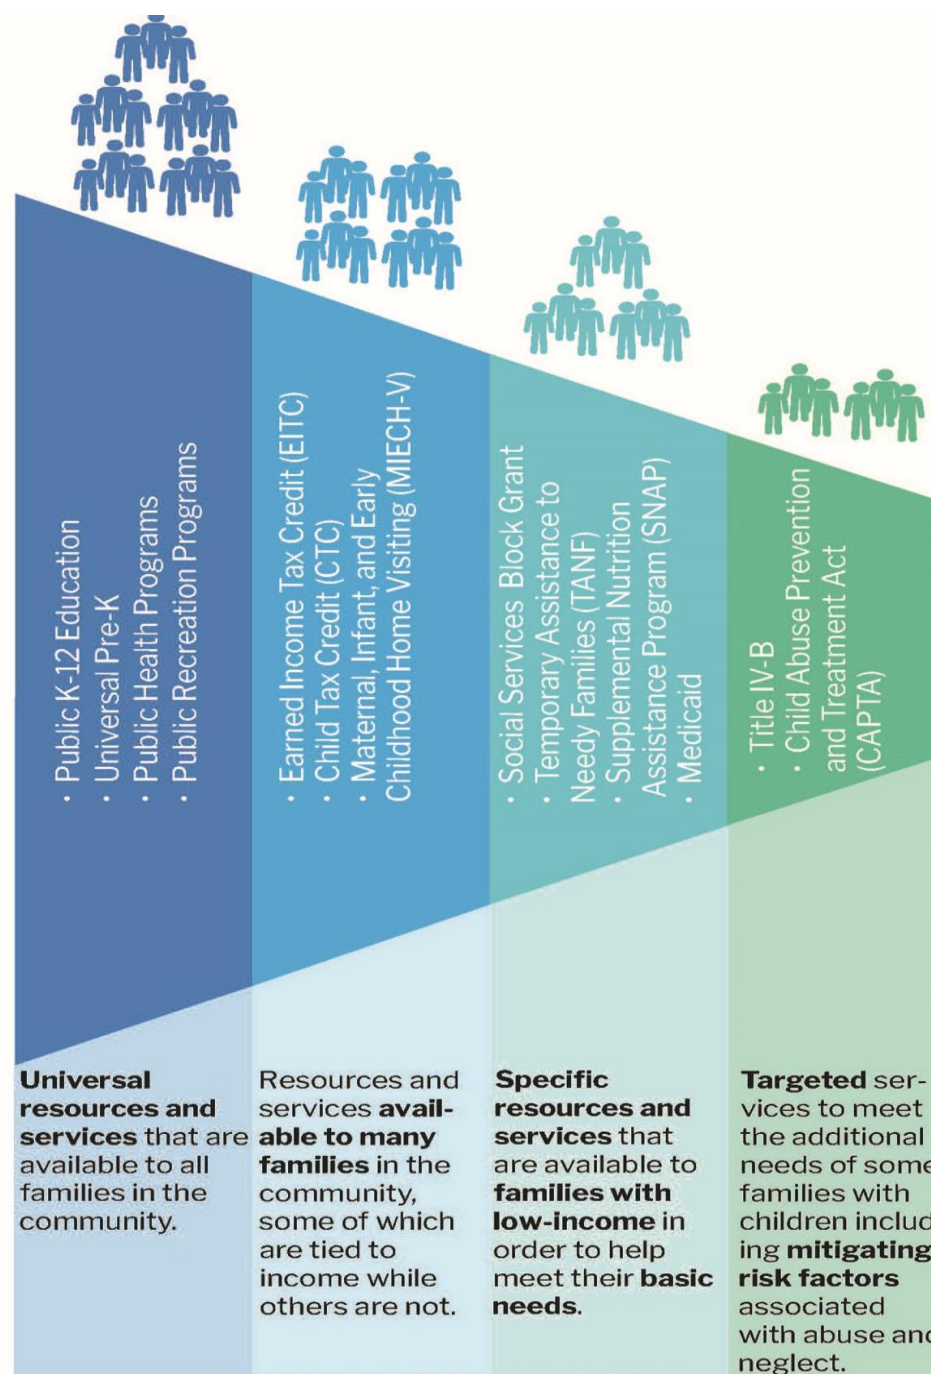 • Public K-12 Education
• Universal Pre-K
• Public Health Programs
• Public Recreation Programs
• Earned Income Tax Credit (EITC)
• Child Tax Credit (CTC)
• Maternal, Infant, and Early
Childhood Home Visiting (MIECH-V)
• Social Services Block Grant
• Temporary Assistance to
Needy Families (TANF)
• Supplemental Nutrition
Assistance Program (SNAP)
• Medicaid
• Title IV-B
• Child Abuse Prevention
and Treatment Act
(CAPTA)
Universal
resources and
services that are
available to all
families in the
community.
Resources and
services avail-
able to many
families in the
community,
some of which
are tied to
income while
others are not.
Specific
resources and
services that
are available to
families with
low-income in
order to help
meet their basic
needs.
Targeted ser-
vices to meet
the additional
needs of some
families with
children includ
ing mitigating
risk factors
associated
with abuse and
neglect.